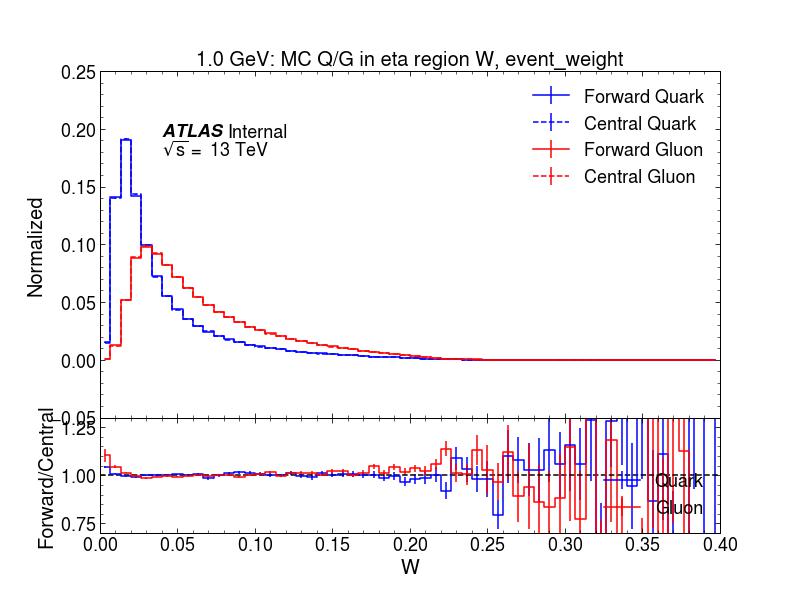 1.0 GeV: MC Q/G in eta region W, event_weight
0.25
0.20
0.15
0.10
0.05
0.00
0.05
Normalized
ATLAS Internal
√s = 13 TeV
Forward Quark
Central Quark
Forward Gluon
Central Gluon
1.25
1.00
0.75
Forward/Central
Quark
Gluon
0.00 0.05 0.10 0.15 0.20 0.25 0.30 0.35 0.40
W